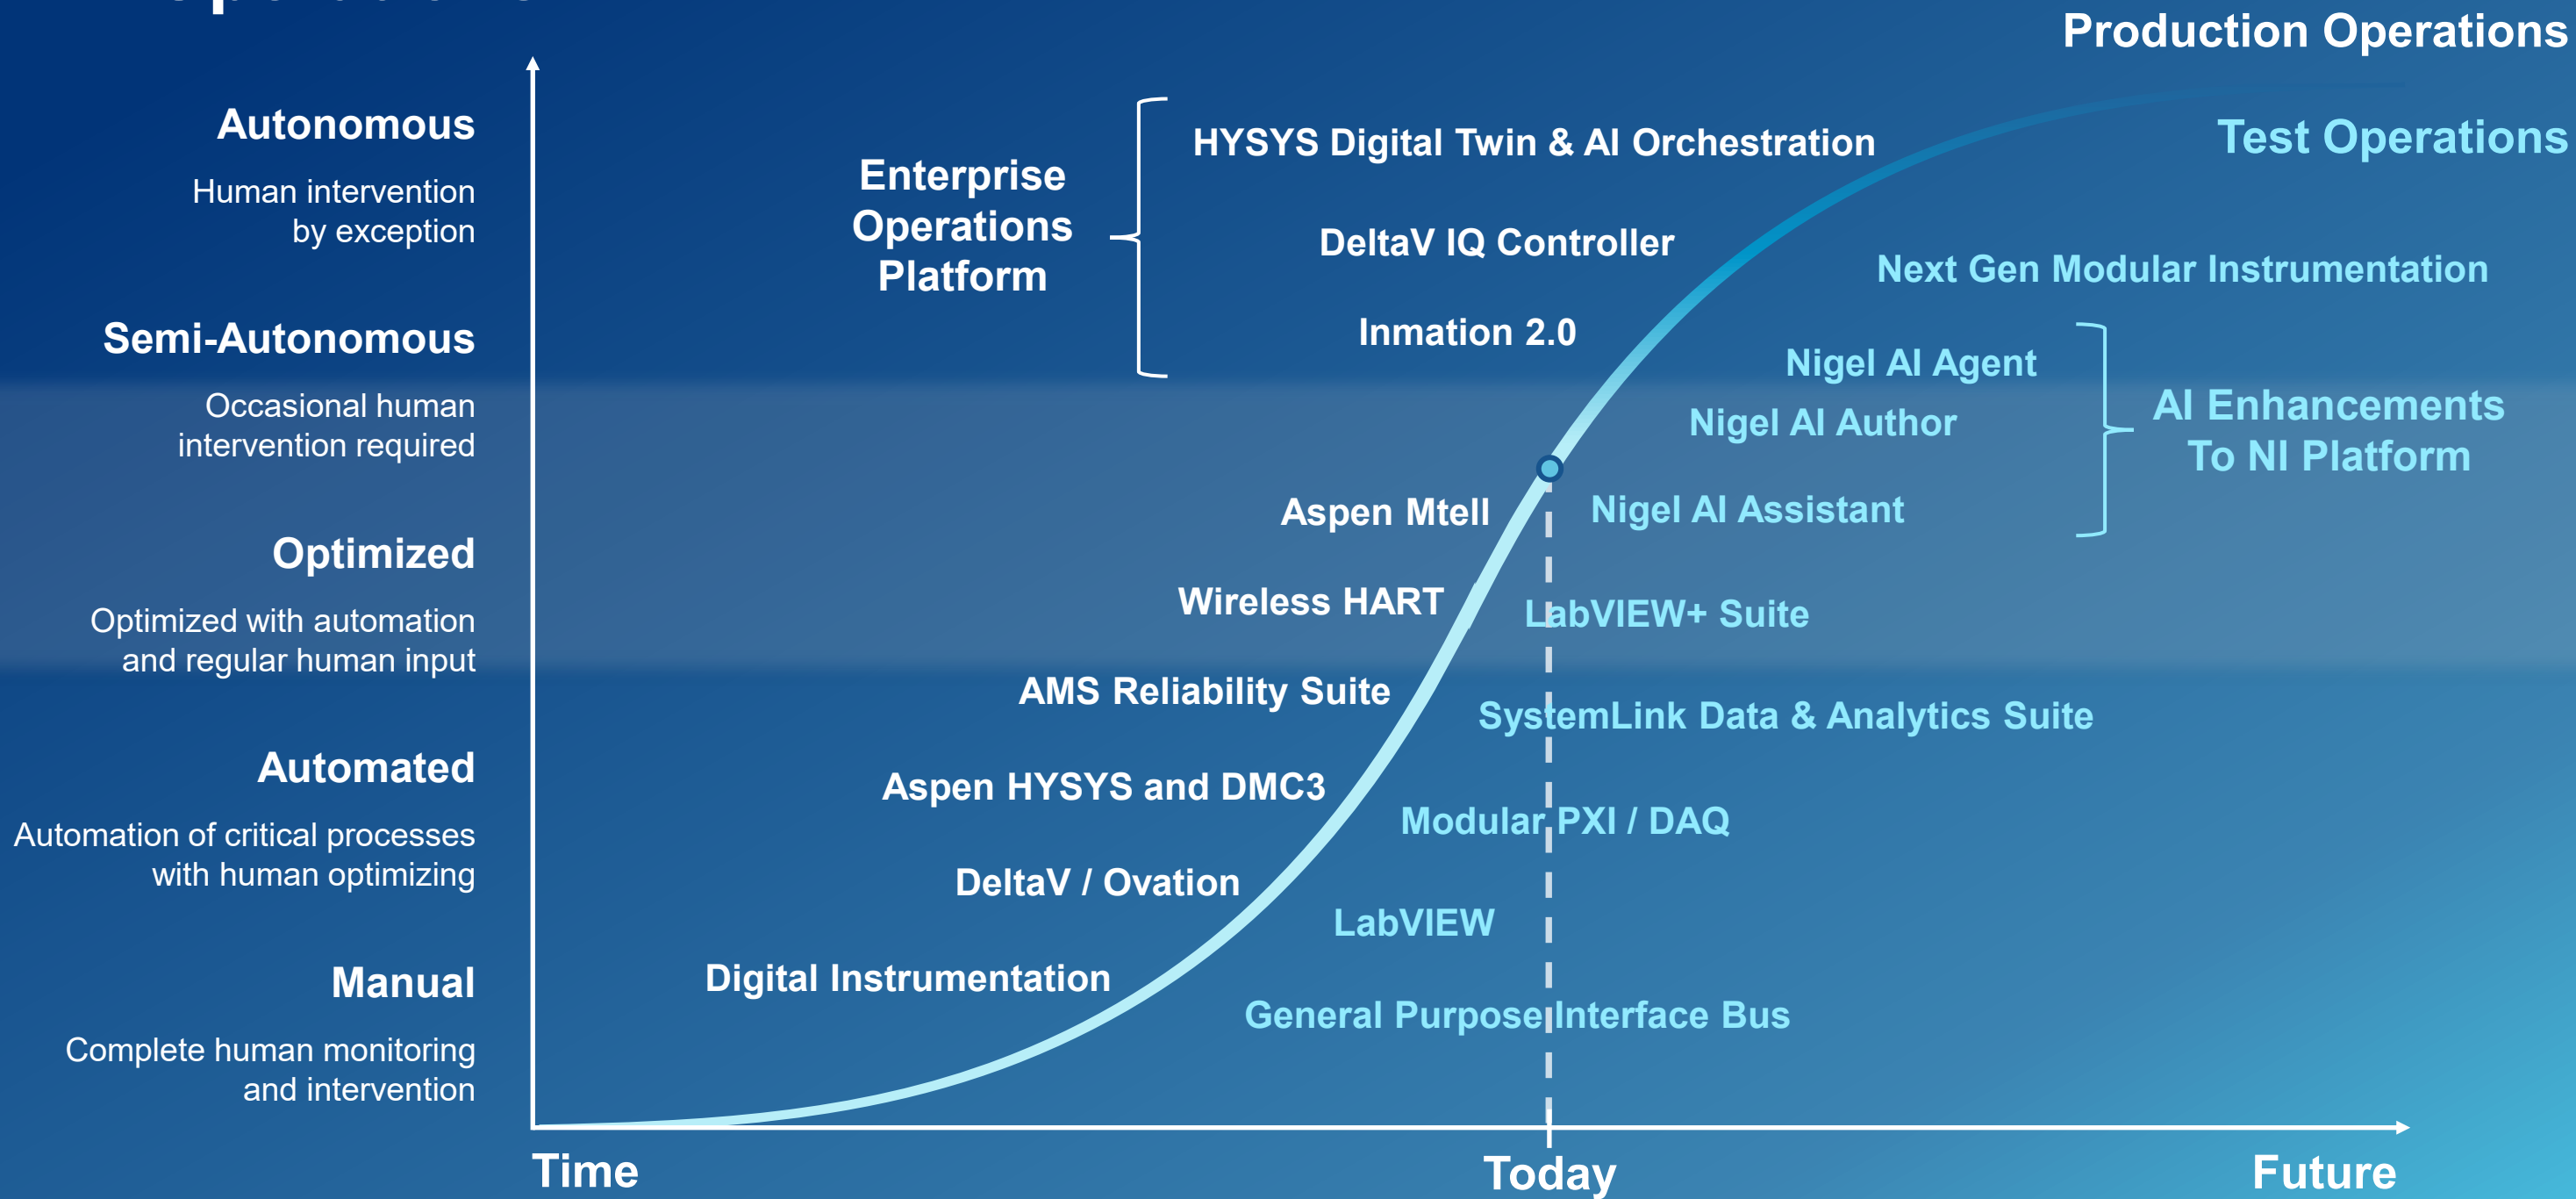 Production Operations
Test Operations
Autonomous
Human intervention
by exception
Semi-Autonomous
Occasional human
intervention required
Optimized
Optimized with automation
and regular human input
Automated
Automation of critical processes
with human optimizing
Manual
Complete human monitoring
and intervention
Enterprise
Operations
Platform
HYSYS Digital Twin & AI Orchestration
DeltaV IQ Controller
Inmation 2.0
Aspen Mtell
Wireless HART
AMS Reliability Suite
Aspen HYSYS and DMC3
DeltaV / Ovation
Digital Instrumentation
Next Gen Modular Instrumentation
Nigel AI Agent
Nigel AI Author
Nigel AI Assistant
AI Enhancements
To NI Platform
LabVIEW+ Suite
SystemLink Data & Analytics Suite
Modular PXI / DAQ
LabVIEW
General Purpose Interface Bus
Time
Today
Future